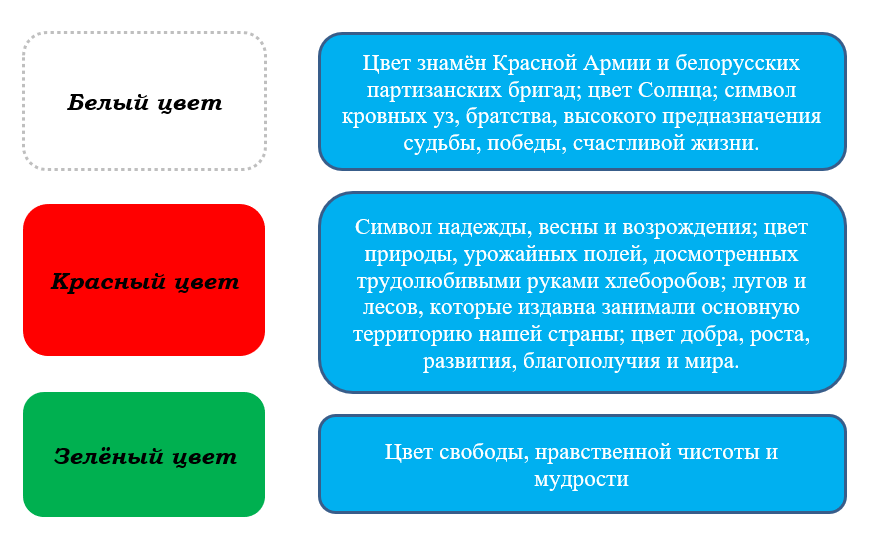 Белый цвет
Цвет знамён Красной Армии и белорусских
партизанских бригад; цвет Солнца; символ
кровных уз, братства, высокого предназначения
судьбы, победы, счастливой жизни.
Красный цвет
Символ надежды, весны и возрождения; цвет
природы, урожайных полей, досмотренных
трудолюбивыми руками хлеборобов; лугов и
лесов, которые издавна занимали основную
территорию нашей страны; цвет добра, роста,
развития, благополучия и мира.
Зелёный цвет
Цвет свободы, нравственной чистоты и
мудрости